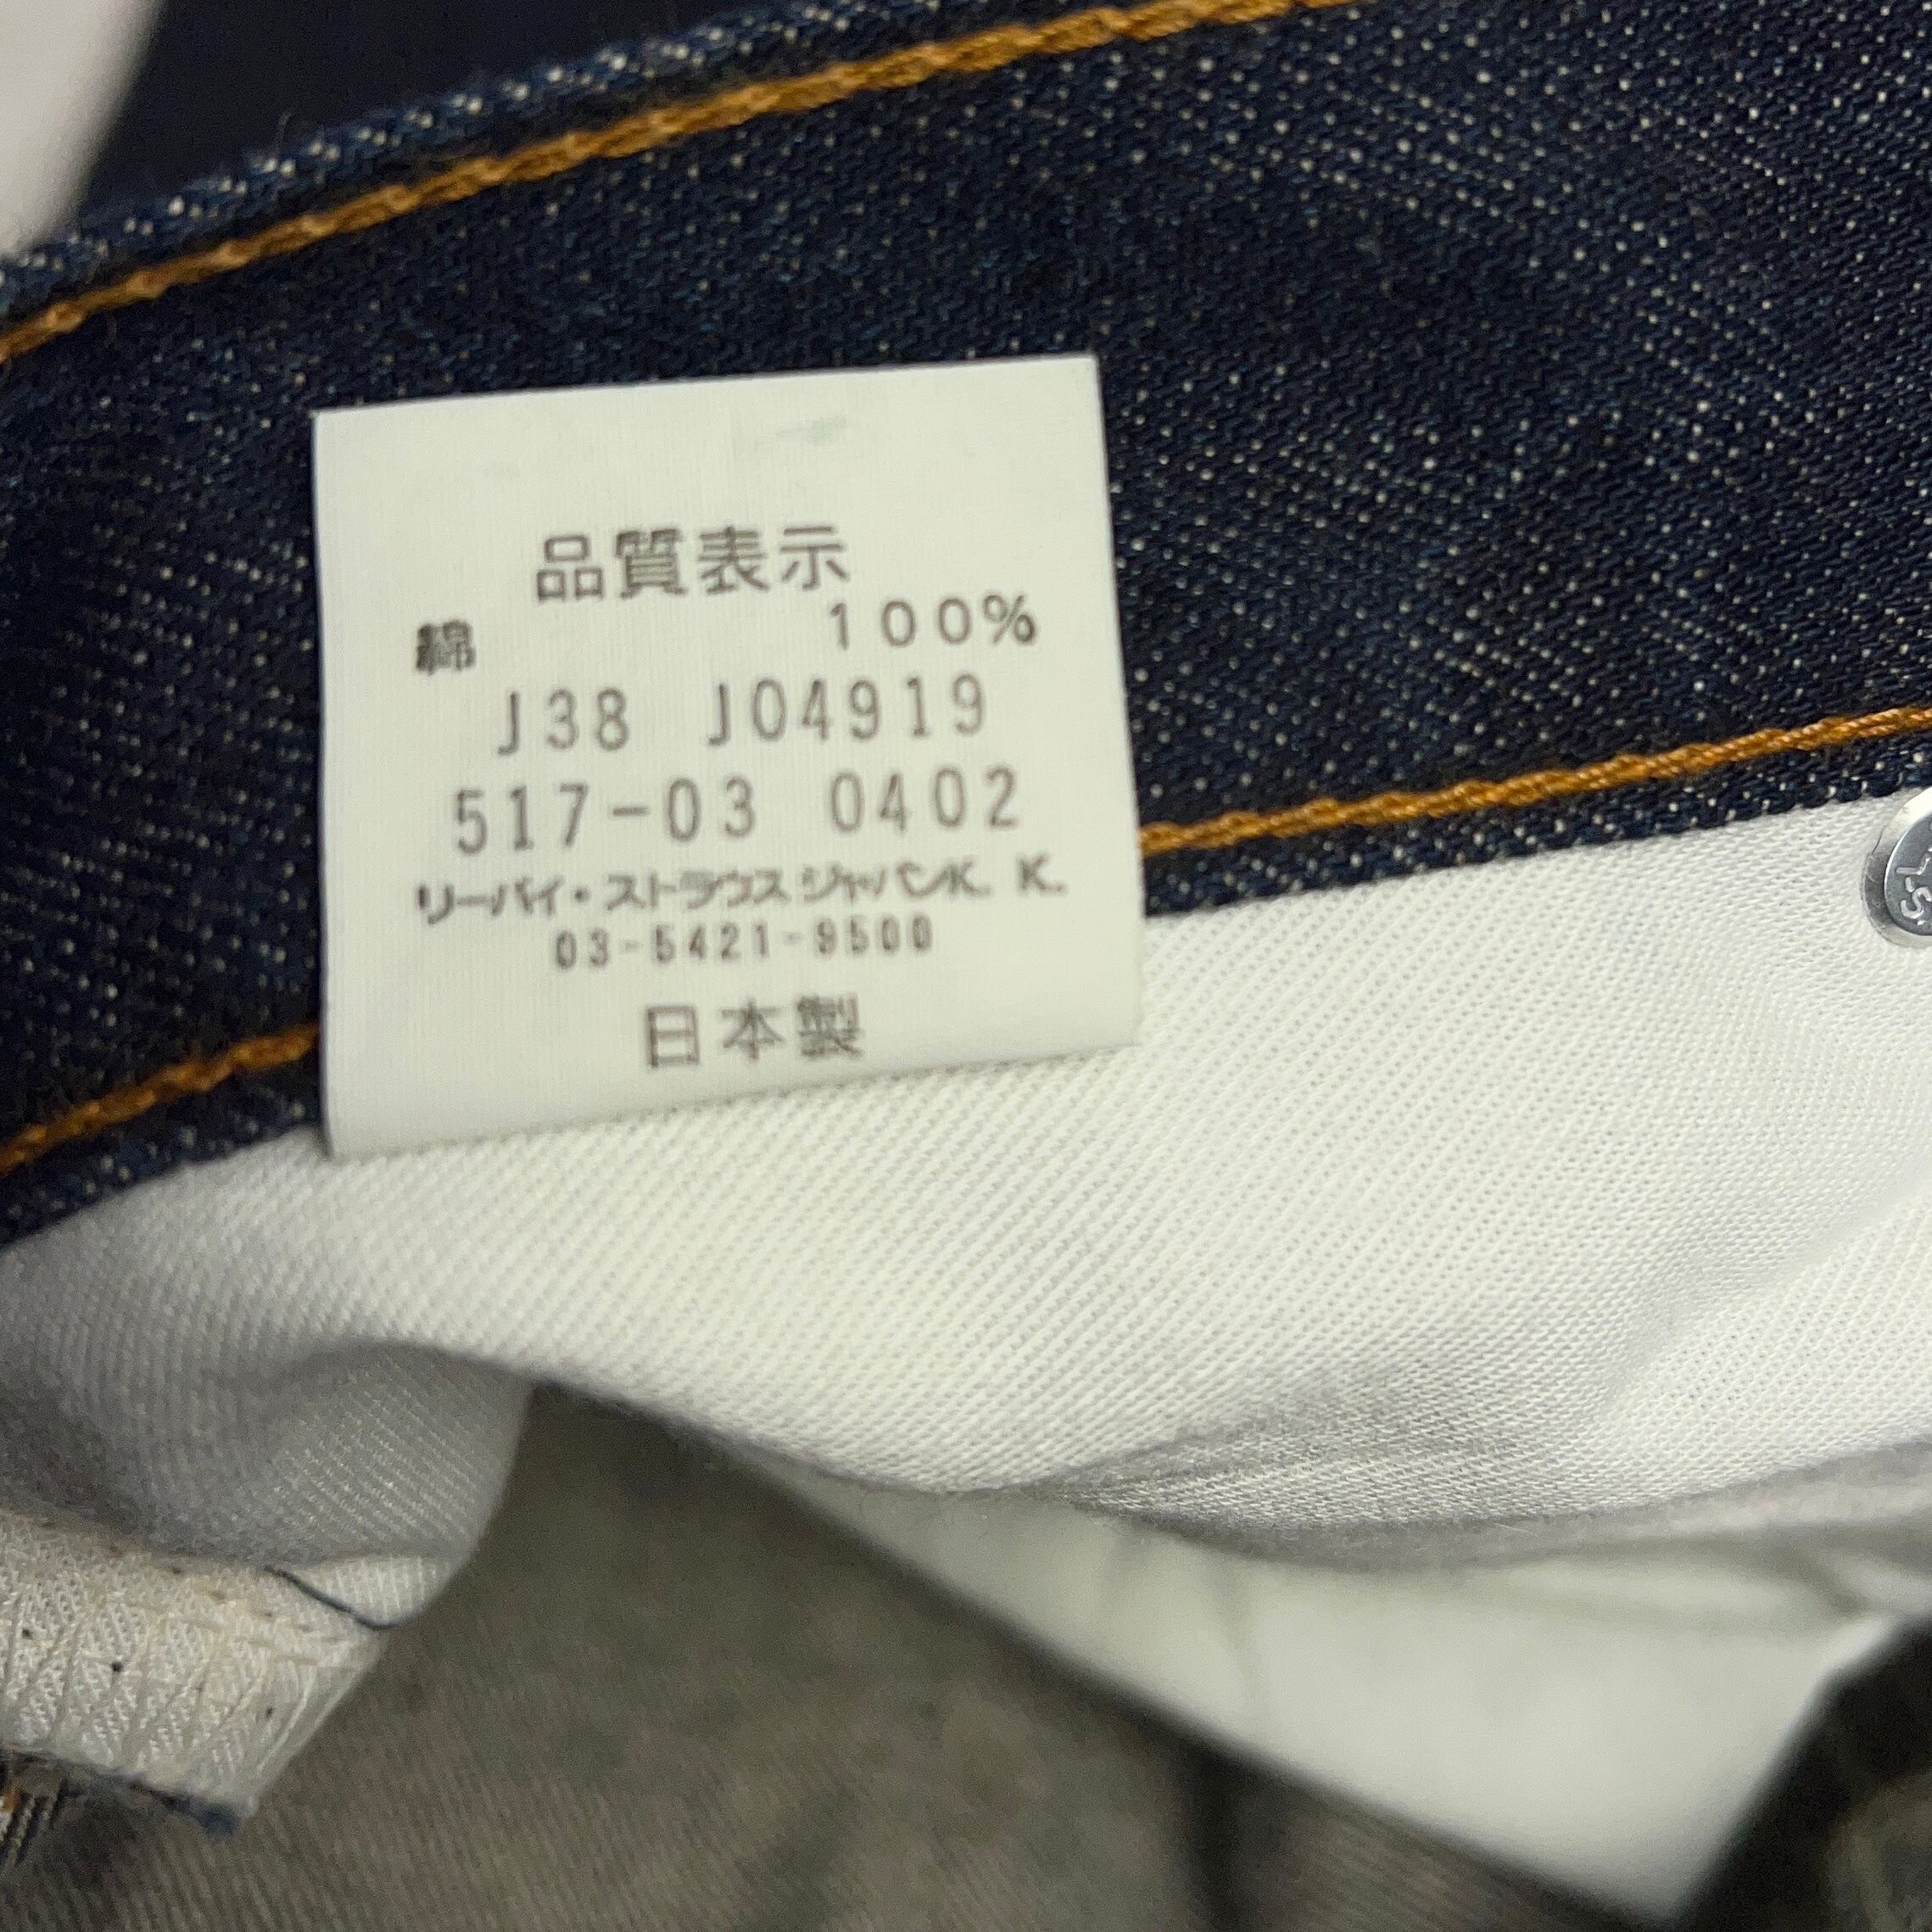 品質表示
綿 100%
J38 J04919
517-03 0402
リーバイ・ストラウス ジャパンK. K.
03-5421-9500
日本製